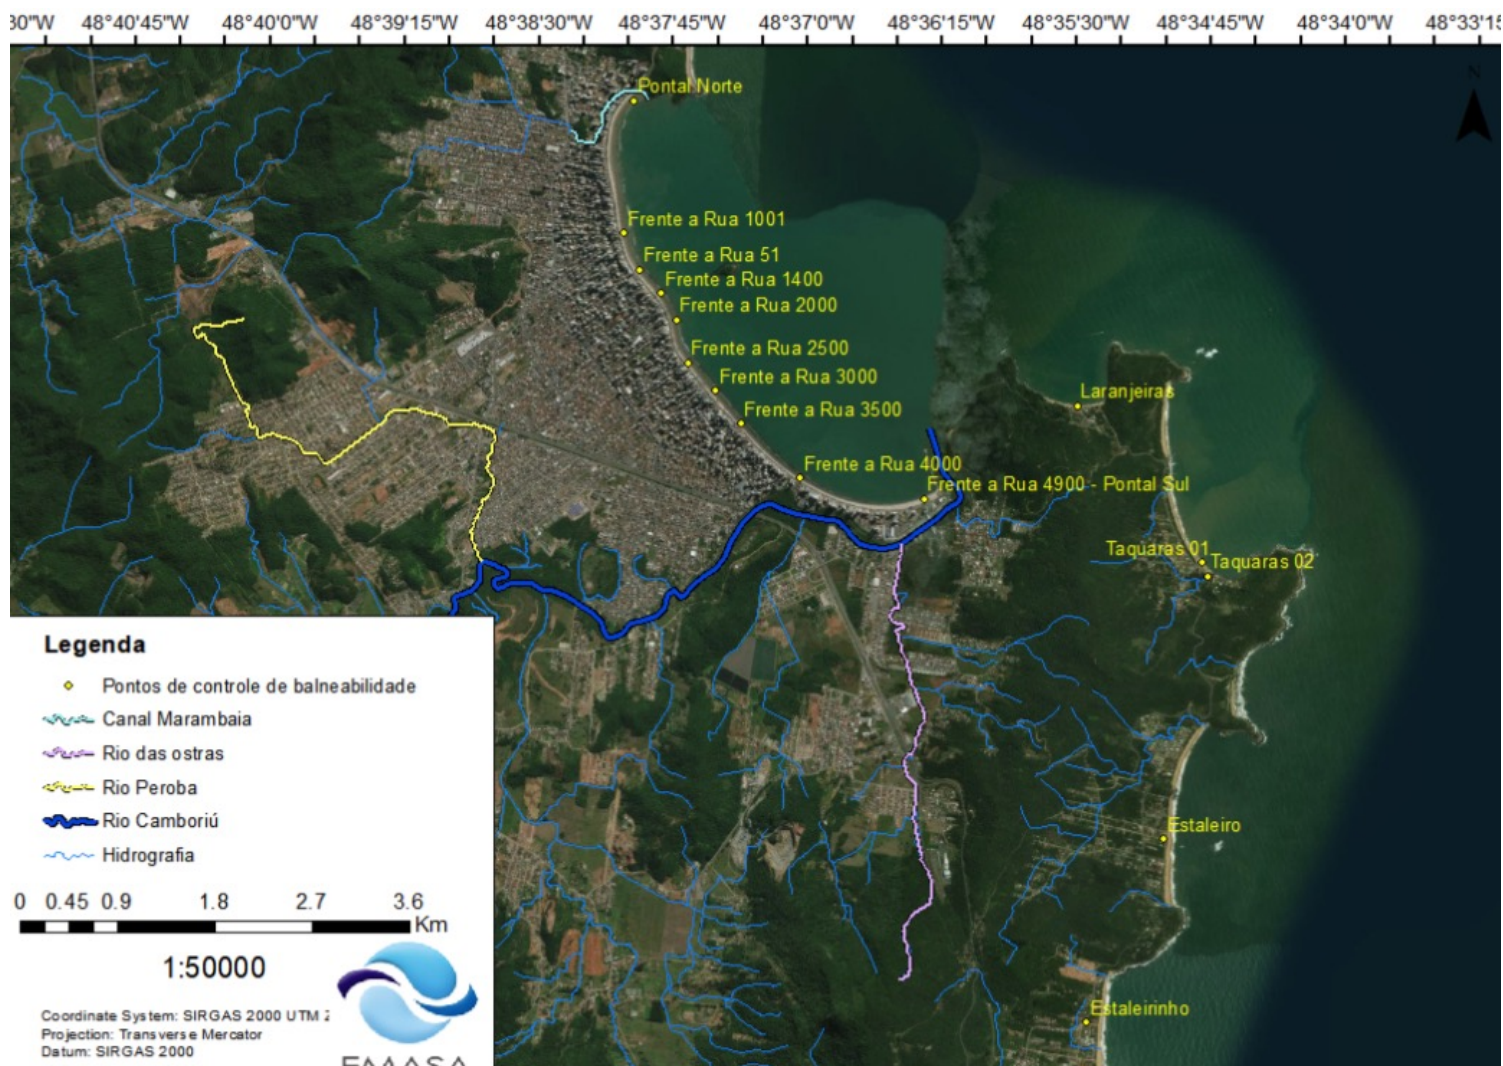 30"W 48°40'45"W 48°40'0"W 48°39'15"W 48°38'30"W 48°37'45"W 48°37'0"W 48°36'15"W 48°35'30"W 48°34'45"W 48°34'0"W 48°33'15
N
Pontal Norte
Frente a Rua 1001
Frente a Rua 51
Frente a Rua 1400
Frente a Rua 2000
Frente a Rua 2500
Frente a Rua 3000
Frente a Rua 3500
Laranjeiras
Frente a Rua 4000
Frente a Rua 4900 - Pontal Sul
Taquaras 01
Taquaras 02
Estaleiro
Estaleirinho
Legenda
Pontos de controle de balneabilidade
Canal Marambaia
Rio das ostras
Rio Peroba
Rio Camboriú
Hidrografia
0 0.45 0.9 1.8 2.7 3.6
Km
1:50000
Coordinate System: SIRGAS 2000 UTM
Projection: Transverse Mercator
Datum: SIRGAS 2000
EMASA